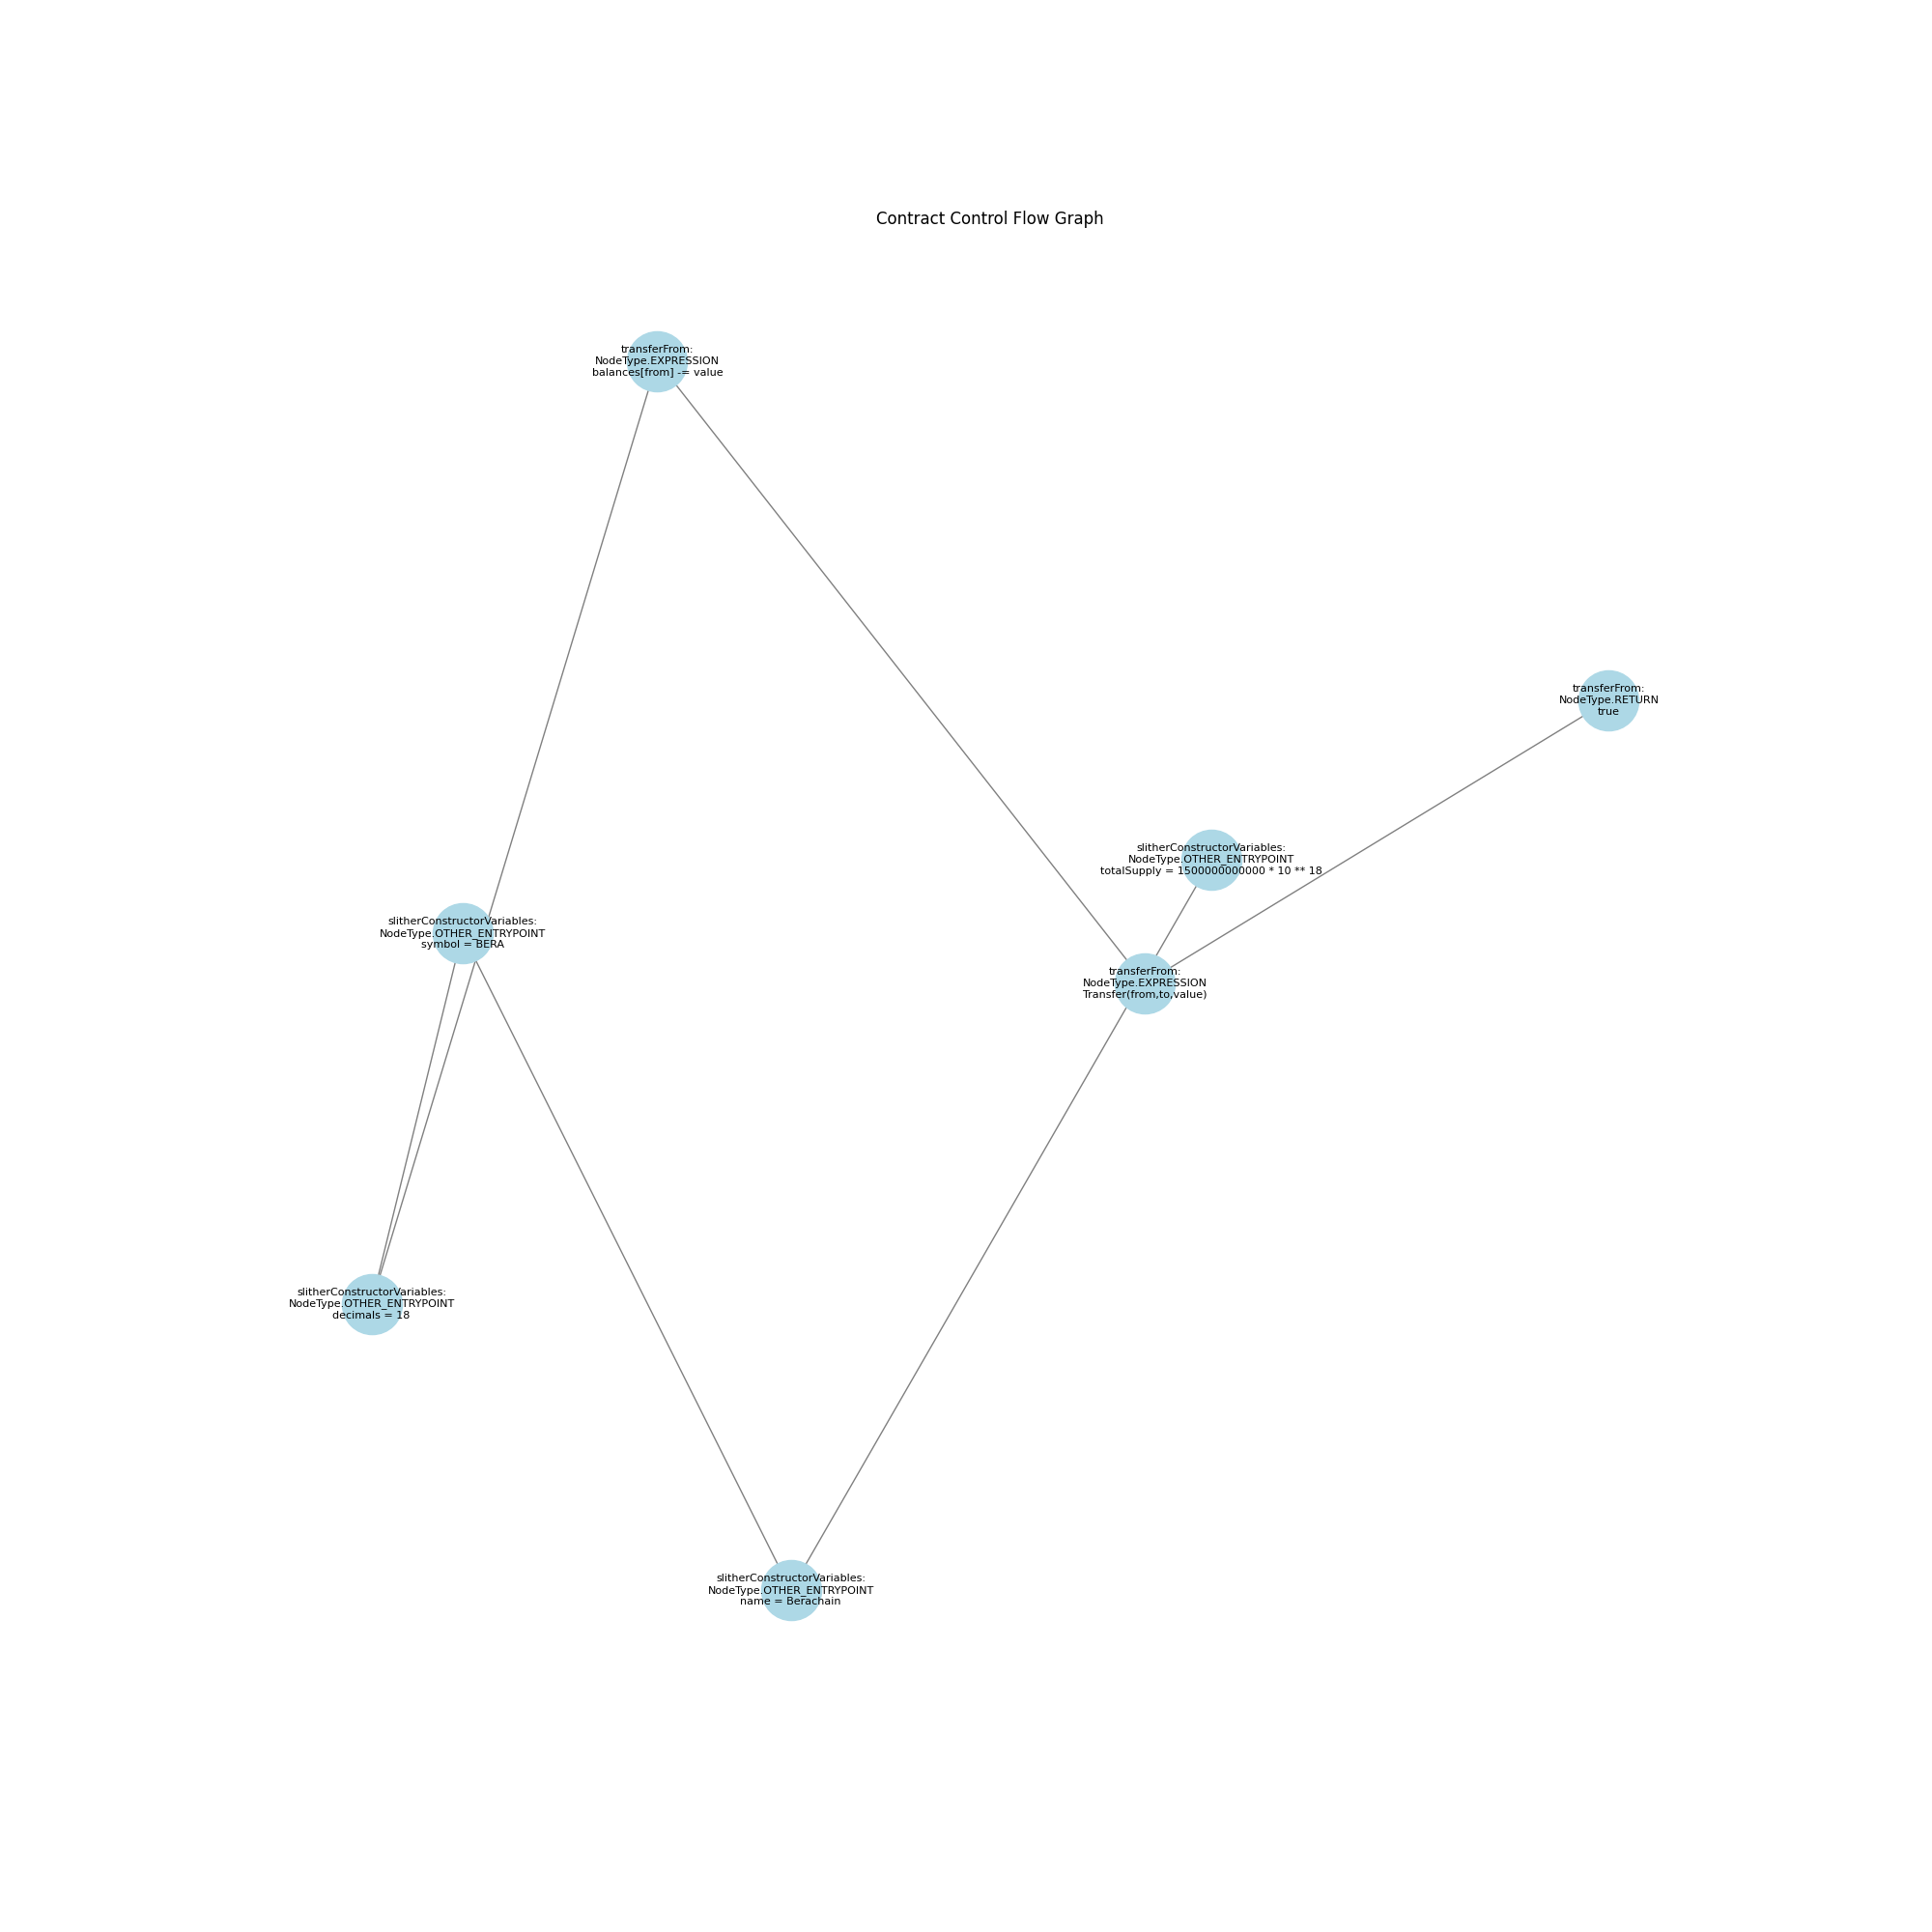 Contract Control Flow Graph
transferFrom:
NodeType.EXPRESSION
balances[from] -= value
transferFrom:
NodeType.RETURN
true
slitherConstructorVariables:
NodeType.OTHER_ENTRYPOINT
totalSupply = 1500000000000 * 10 ** 18
slitherConstructorVariables:
NodeType.OTHER_ENTRYPOINT
symbol = BERA
transferFrom:
NodeType.EXPRESSION
Transfer(from,to,value)
slitherConstructorVariables:
NodeType.OTHER_ENTRYPOINT
decimals = 18
slitherConstructorVariables:
NodeType.OTHER_ENTRYPOINT
name = Berachain